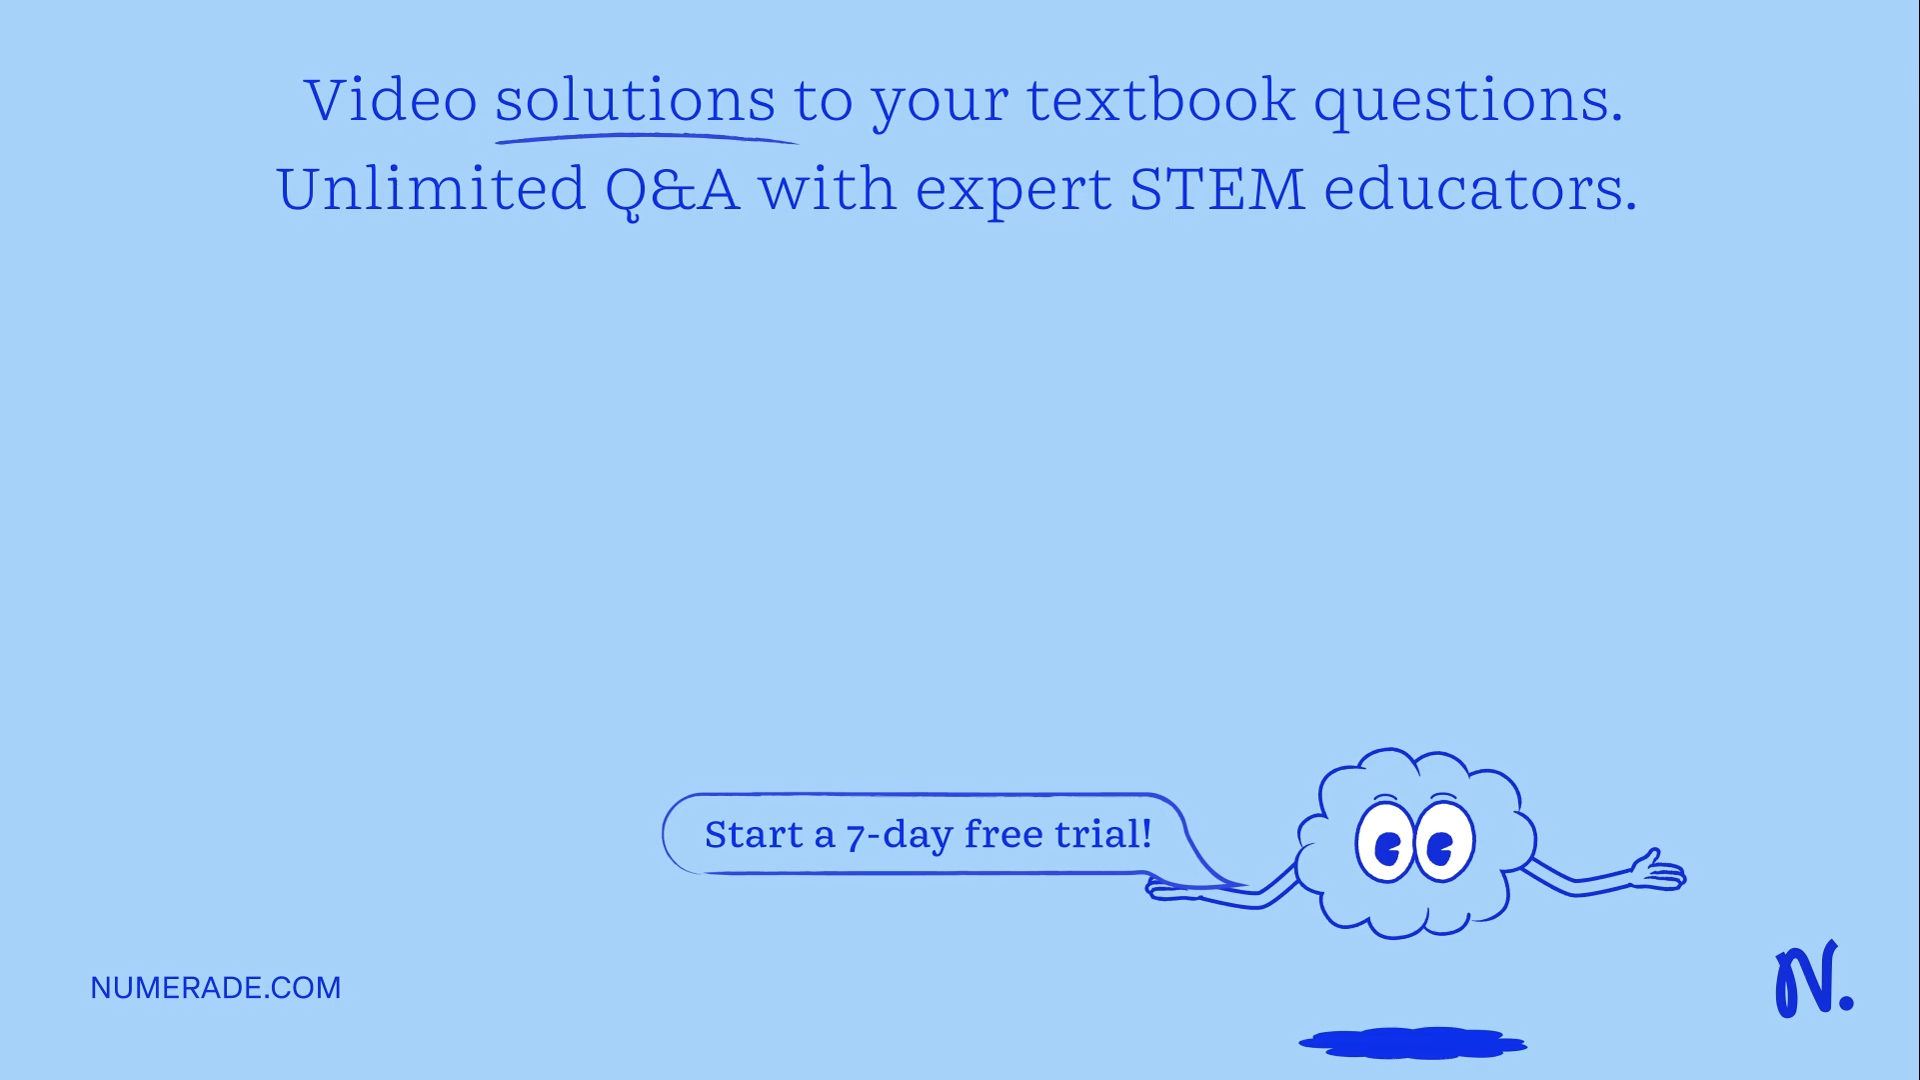 Video solutions to your textbook questions.
Unlimited Q&A with expert STEM educators.
Start a 7-day free trial!
NUMERADE.COM
N.